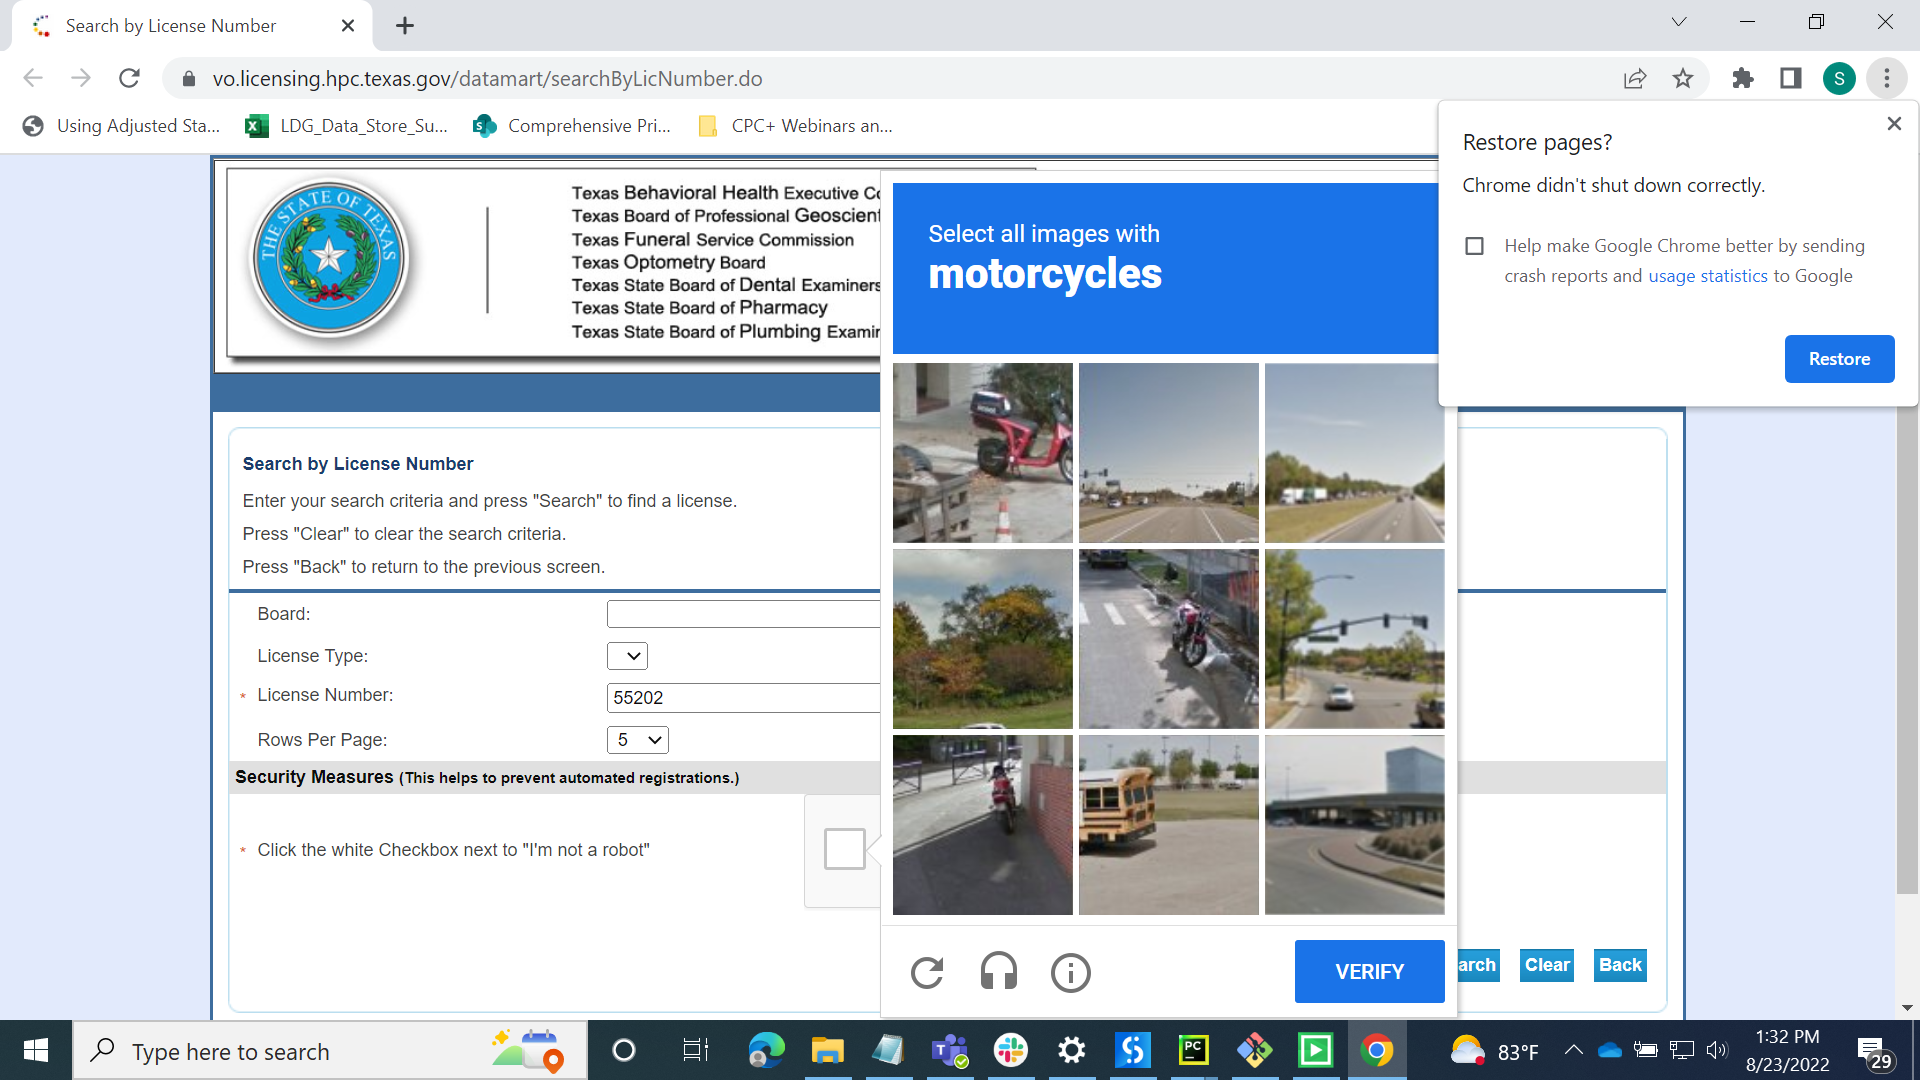 Search by License Number
vo.licensing.hpc.texas.gov/datamart/searchByLicNumber.do
S
Using Adjusted Sta...
LDG_Data_Store_Su...
Comprehensive Pri...
CPC+ Webinars an...
Restore pages?
Chrome didn't shut down correctly.
Help make Google Chrome better by sending
crash reports and usage statistics to Google
Restore
THE STATE OF TEXAS
Texas Behavioral Health Executive Co
Texas Board of Professional Geoscient
Texas Funeral Service Commission
Texas Optometry Board
Texas State Board of Dental Examiners
Texas State Board of Pharmacy
Texas State Board of Plumbing Examin
Select all images with
motorcycles
Search by License Number
Enter your search criteria and press "Search" to find a license.
Press "Clear" to clear the search criteria.
Press "Back" to return to the previous screen.
Board:
License Type:
* License Number:
55202
Rows Per Page:
5
Security Measures (This helps to prevent automated registrations.)
* Click the white Checkbox next to "I'm not a robot"
VERIFY
arch
Clear
Back
Type here to search
PC
83°F
1:32 PM
8/23/2022
29